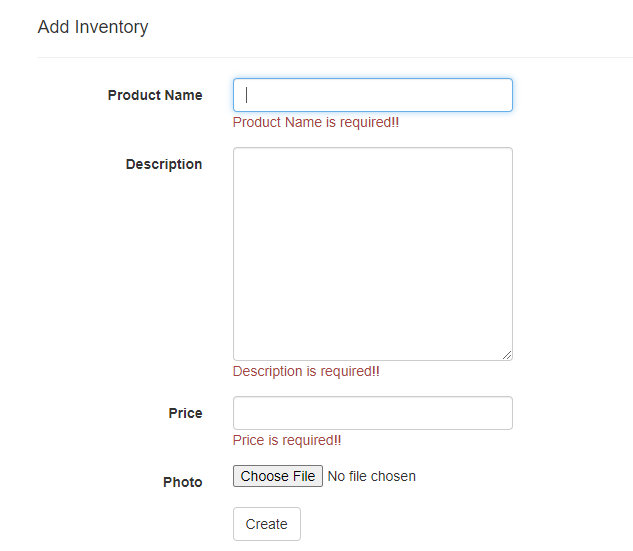 Add Inventory
Product Name
Product Name is required!!
Description
Description is required!!
Price
Price is required!!
Photo Choose File No file chosen
Create